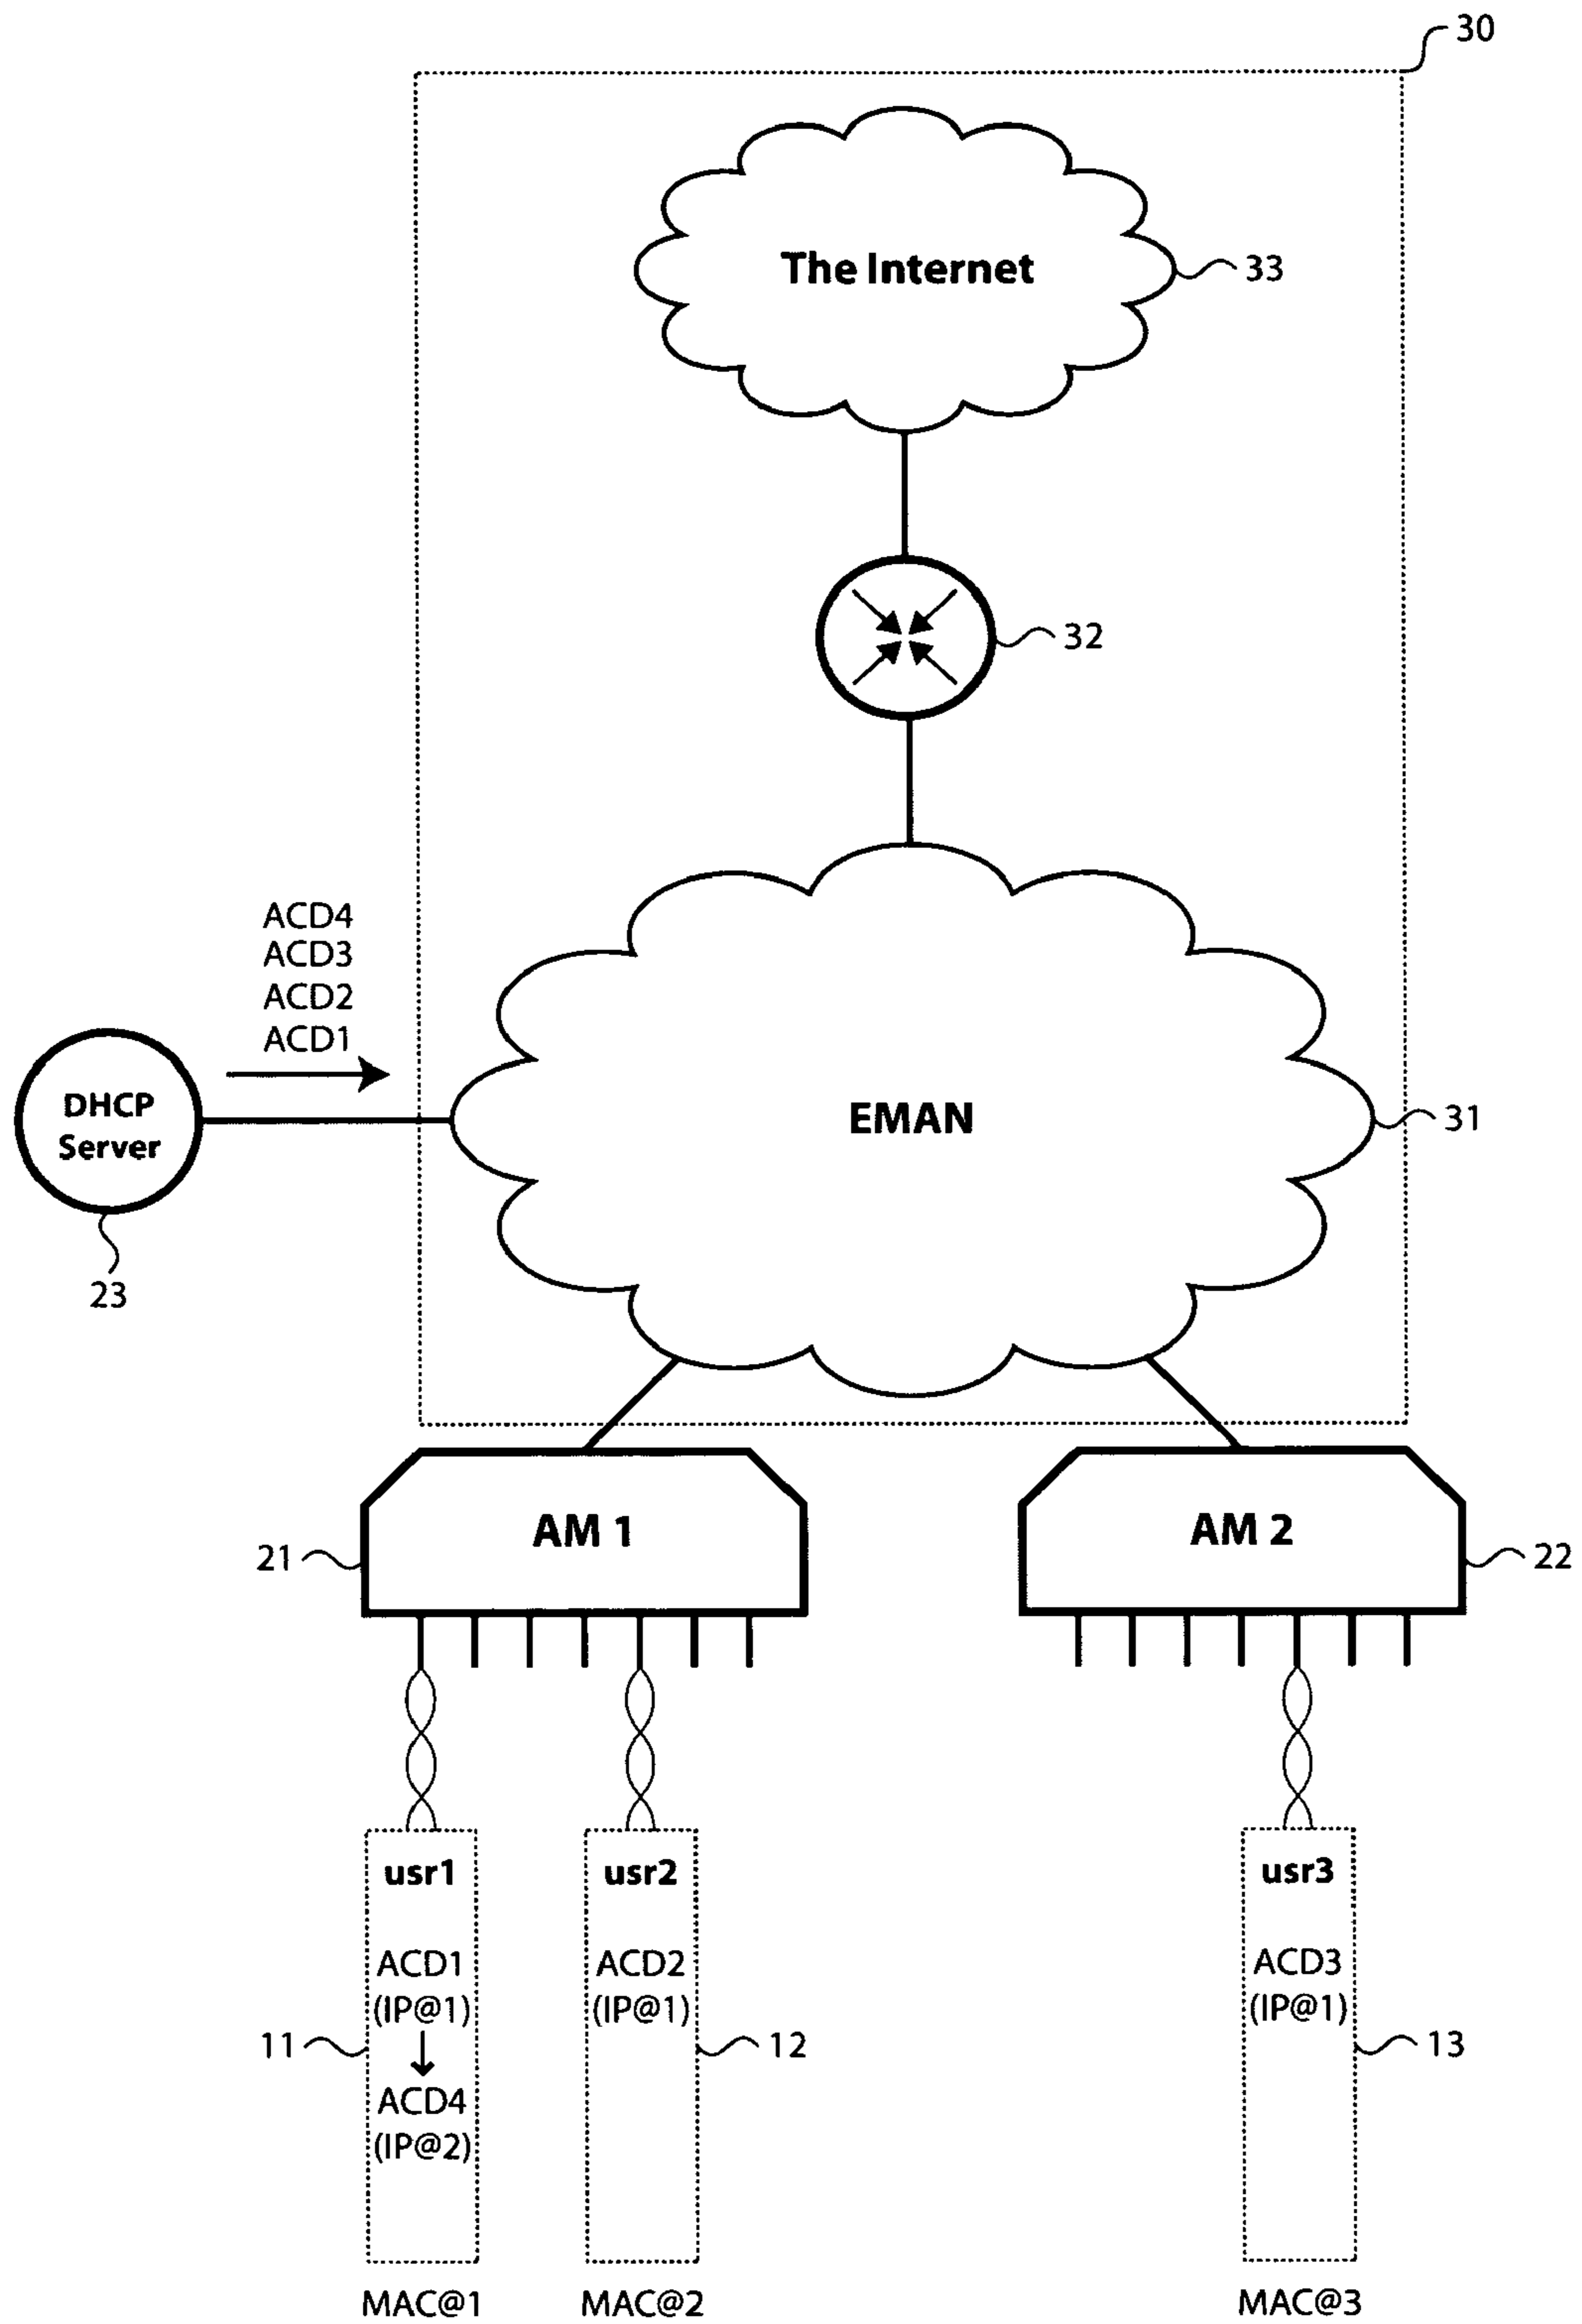 30
The Internet
33
32
ACD4
ACD3
ACD2
ACD1
DHCP
Server
EMAN
31
23
AM 1
AM 2
21
22
usr1
usr2
usr3
ACD1
(IP@1)
ACD2
(IP@1)
ACD3
(IP@1)
11
12
13
ACD4
(IP@2)
MAC@1
MAC@2
MAC@3